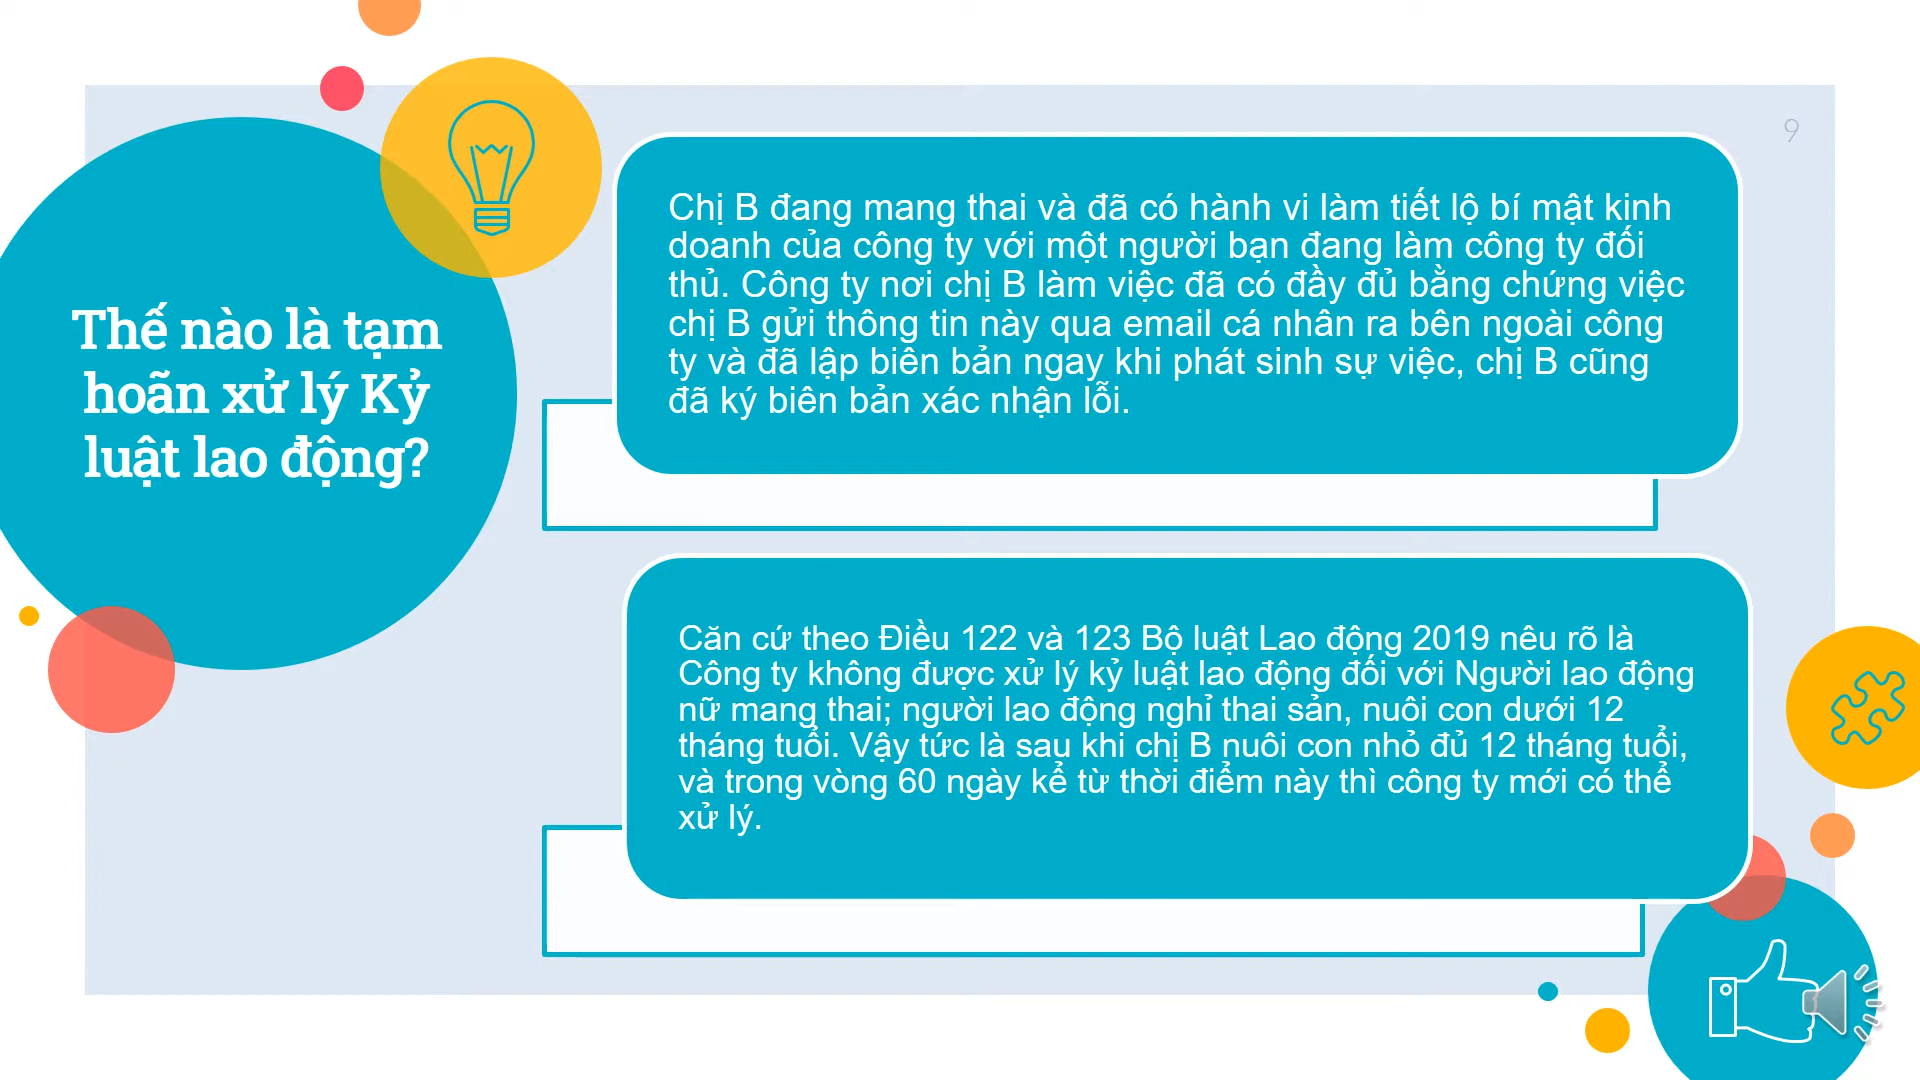 9
Thế nào là tạm
hoãn xử lý Kỷ
luật lao động?
Chị B đang mang thai và đã có hành vi làm tiết lộ bí mật kinh
doanh của công ty với một người bạn đang làm công ty đối
thủ. Công ty nơi chị B làm việc đã có đầy đủ bằng chứng việc
chị B gửi thông tin này qua email cá nhân ra bên ngoài công
ty và đã lập biên bản ngay khi phát sinh sự việc, chị B cũng
đã ký biên bản xác nhận lỗi.
Căn cứ theo Điều 122 và 123 Bộ luật Lao động 2019 nêu rõ là
Công ty không được xử lý kỷ luật lao động đối với Người lao động
nữ mang thai; người lao động nghỉ thai sản, nuôi con dưới 12
tháng tuổi. Vậy tức là sau khi chị B nuôi con nhỏ đủ 12 tháng tuổi,
và trong vòng 60 ngày kể từ thời điểm này thì công ty mới có thể
xử lý.